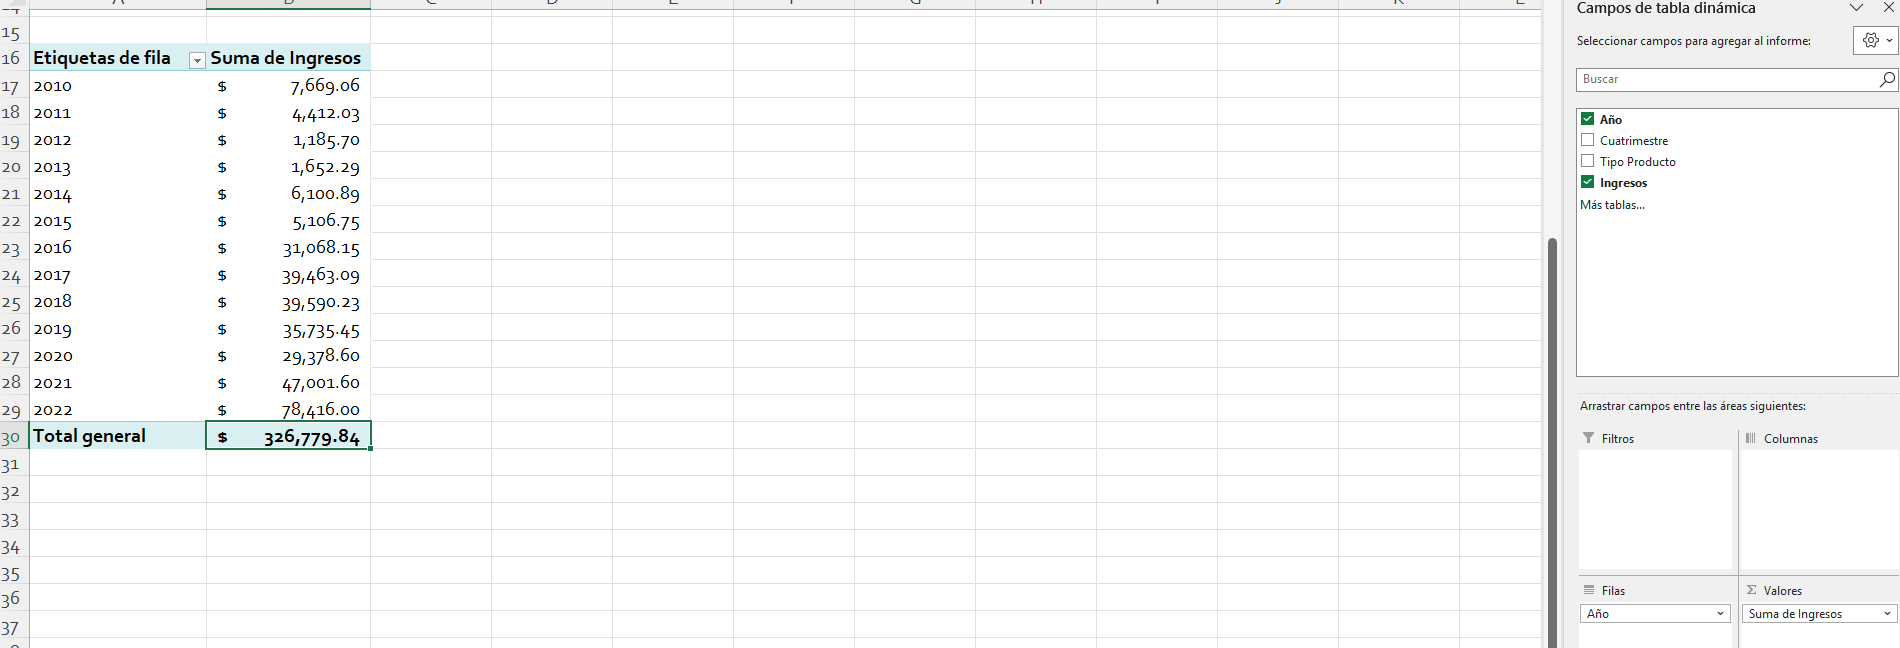 Campos de tabla dinámica
Seleccionar campos para agregar al informe:
Buscar
Año
Cuatrimestre
Tipo Producto
Ingresos
Más tablas...
Arrastrar campos entre las áreas siguientes:
Filtros
Columnas
Filas
Valores
Año
Suma de Ingresos
15
16 Etiquetas de fila Suma de Ingresos
17 2010 $ 7,669.06
18 2011 $ 4,412.03
19 2012 $ 1,185.70
20 2013 $ 1,652.29
21 2014 $ 6,100.89
22 2015 $ 5,106.75
23 2016 $ 31,068.15
24 2017 $ 39,463.09
25 2018 $ 39,590.23
26 2019 $ 35,735.45
27 2020 $ 29,378.60
28 2021 $ 47,001.60
29 2022 $ 78,416.00
30 Total general $ 326,779.84
31
32
33
34
35
36
37